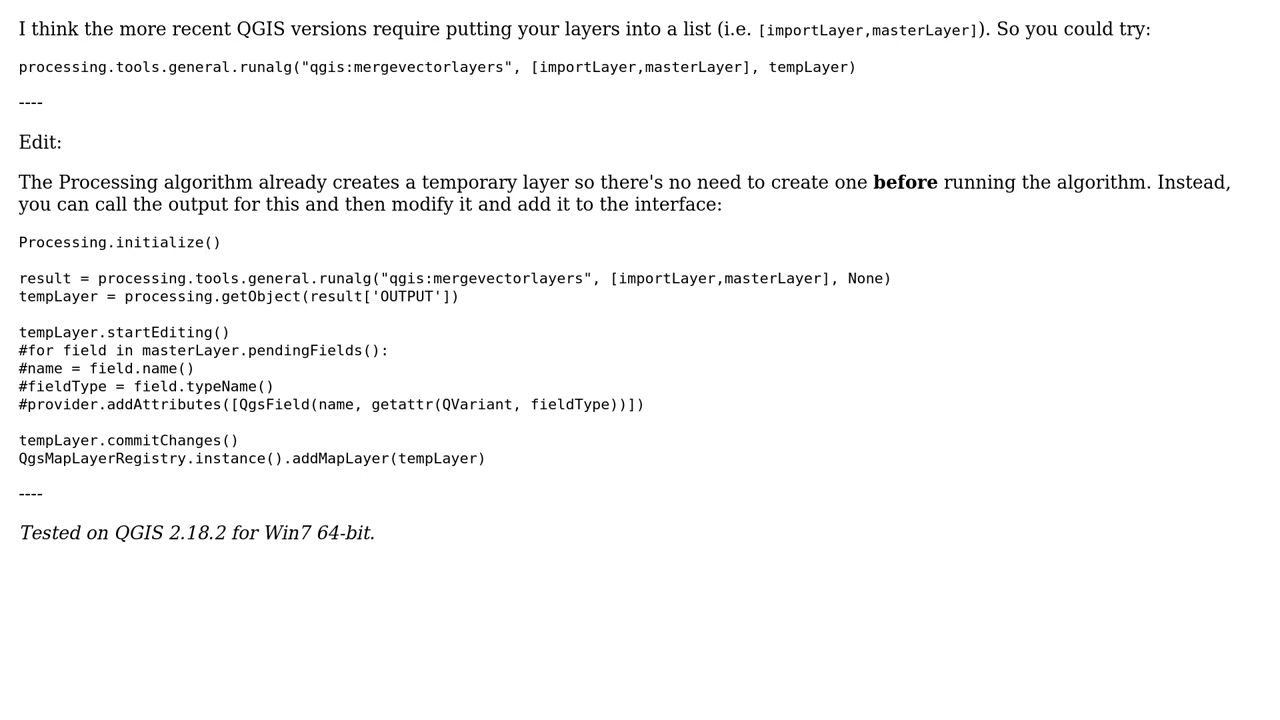 I think the more recent QGIS versions require putting your layers into a list (i.e. [importLayer,masterLayer]). So you could try:
processing.tools.general.runalg("qgis:mergevectorlayers", [importLayer,masterLayer], tempLayer)
----
Edit:
The Processing algorithm already creates a temporary layer so there's no need to create one before running the algorithm. Instead,
you can call the output for this and then modify it and add it to the interface:
Processing.initialize()
result = processing.tools.general.runalg("qgis:mergevectorlayers", [importLayer,masterLayer], None)
tempLayer = processing.getObject(result['OUTPUT'])
tempLayer.startEditing()
#for field in masterLayer.pendingFields():
#name = field.name()
#fieldType = field.typeName()
#provider.addAttributes([QgsField(name, getattr(QVariant, fieldType))])
tempLayer.commitChanges()
QgsMapLayerRegistry.instance().addMapLayer(tempLayer)
----
Tested on QGIS 2.18.2 for Win7 64-bit.